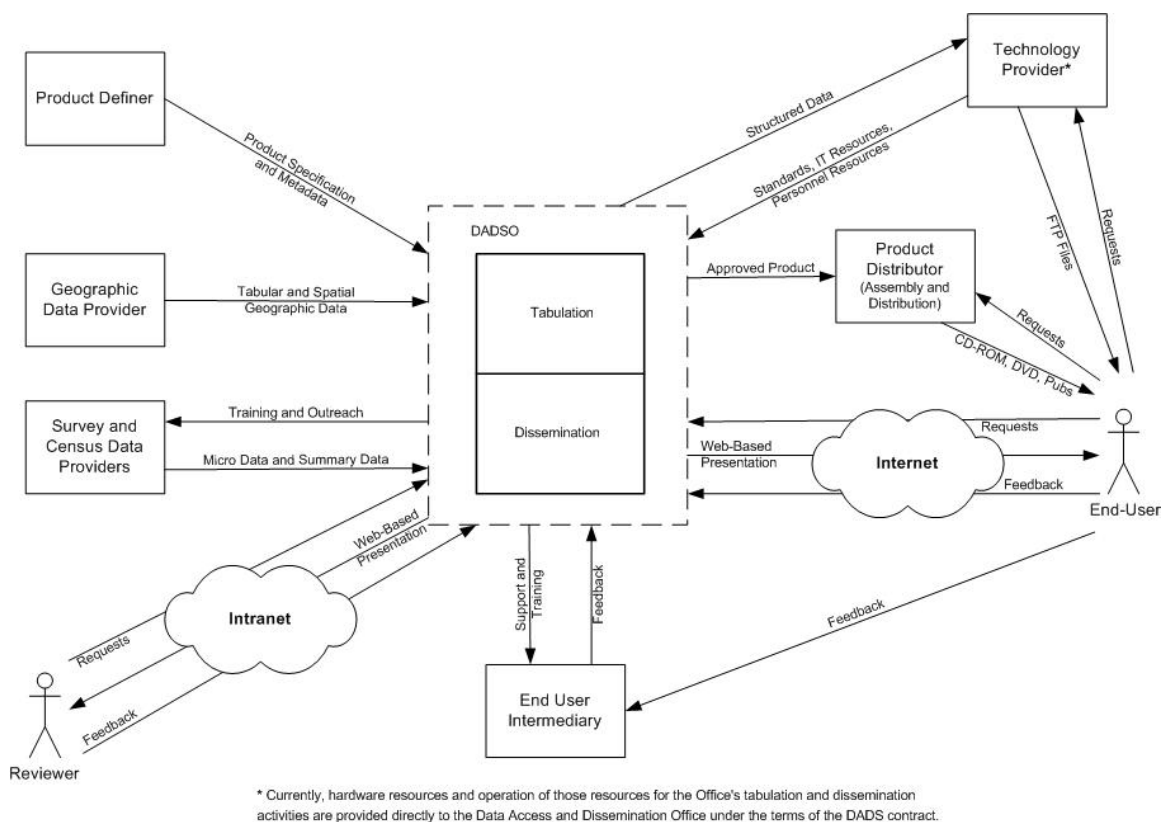 Product Definer
Technology
Provider*
Structured Data
Product Specification
and Metadata
Standards, IT Resources,
Personnel Resources
FTP Files
Requests
DADSO
Geographic
Data Provider
Tabular and Spatial
Geographic Data
Tabulation
Approved Product
Product
Distributor
(Assembly and
Distribution)
Requests
CD-ROM, DVD, Pubs
Survey and
Census Data
Providers
Training and Outreach
Micro Data and Summary Data
Dissemination
Requests
Web-Based
Presentation
Internet
Feedback
End-User
Web-Based
Presentation
Intranet
Requests
Feedback
Reviewer
Support and
Training
Feedback
Feedback
End User
Intermediary
* Currently, hardware resources and operation of those resources for the Office's tabulation and dissemination
activities are provided directly to the Data Access and Dissemination Office under the terms of the DADS contract.